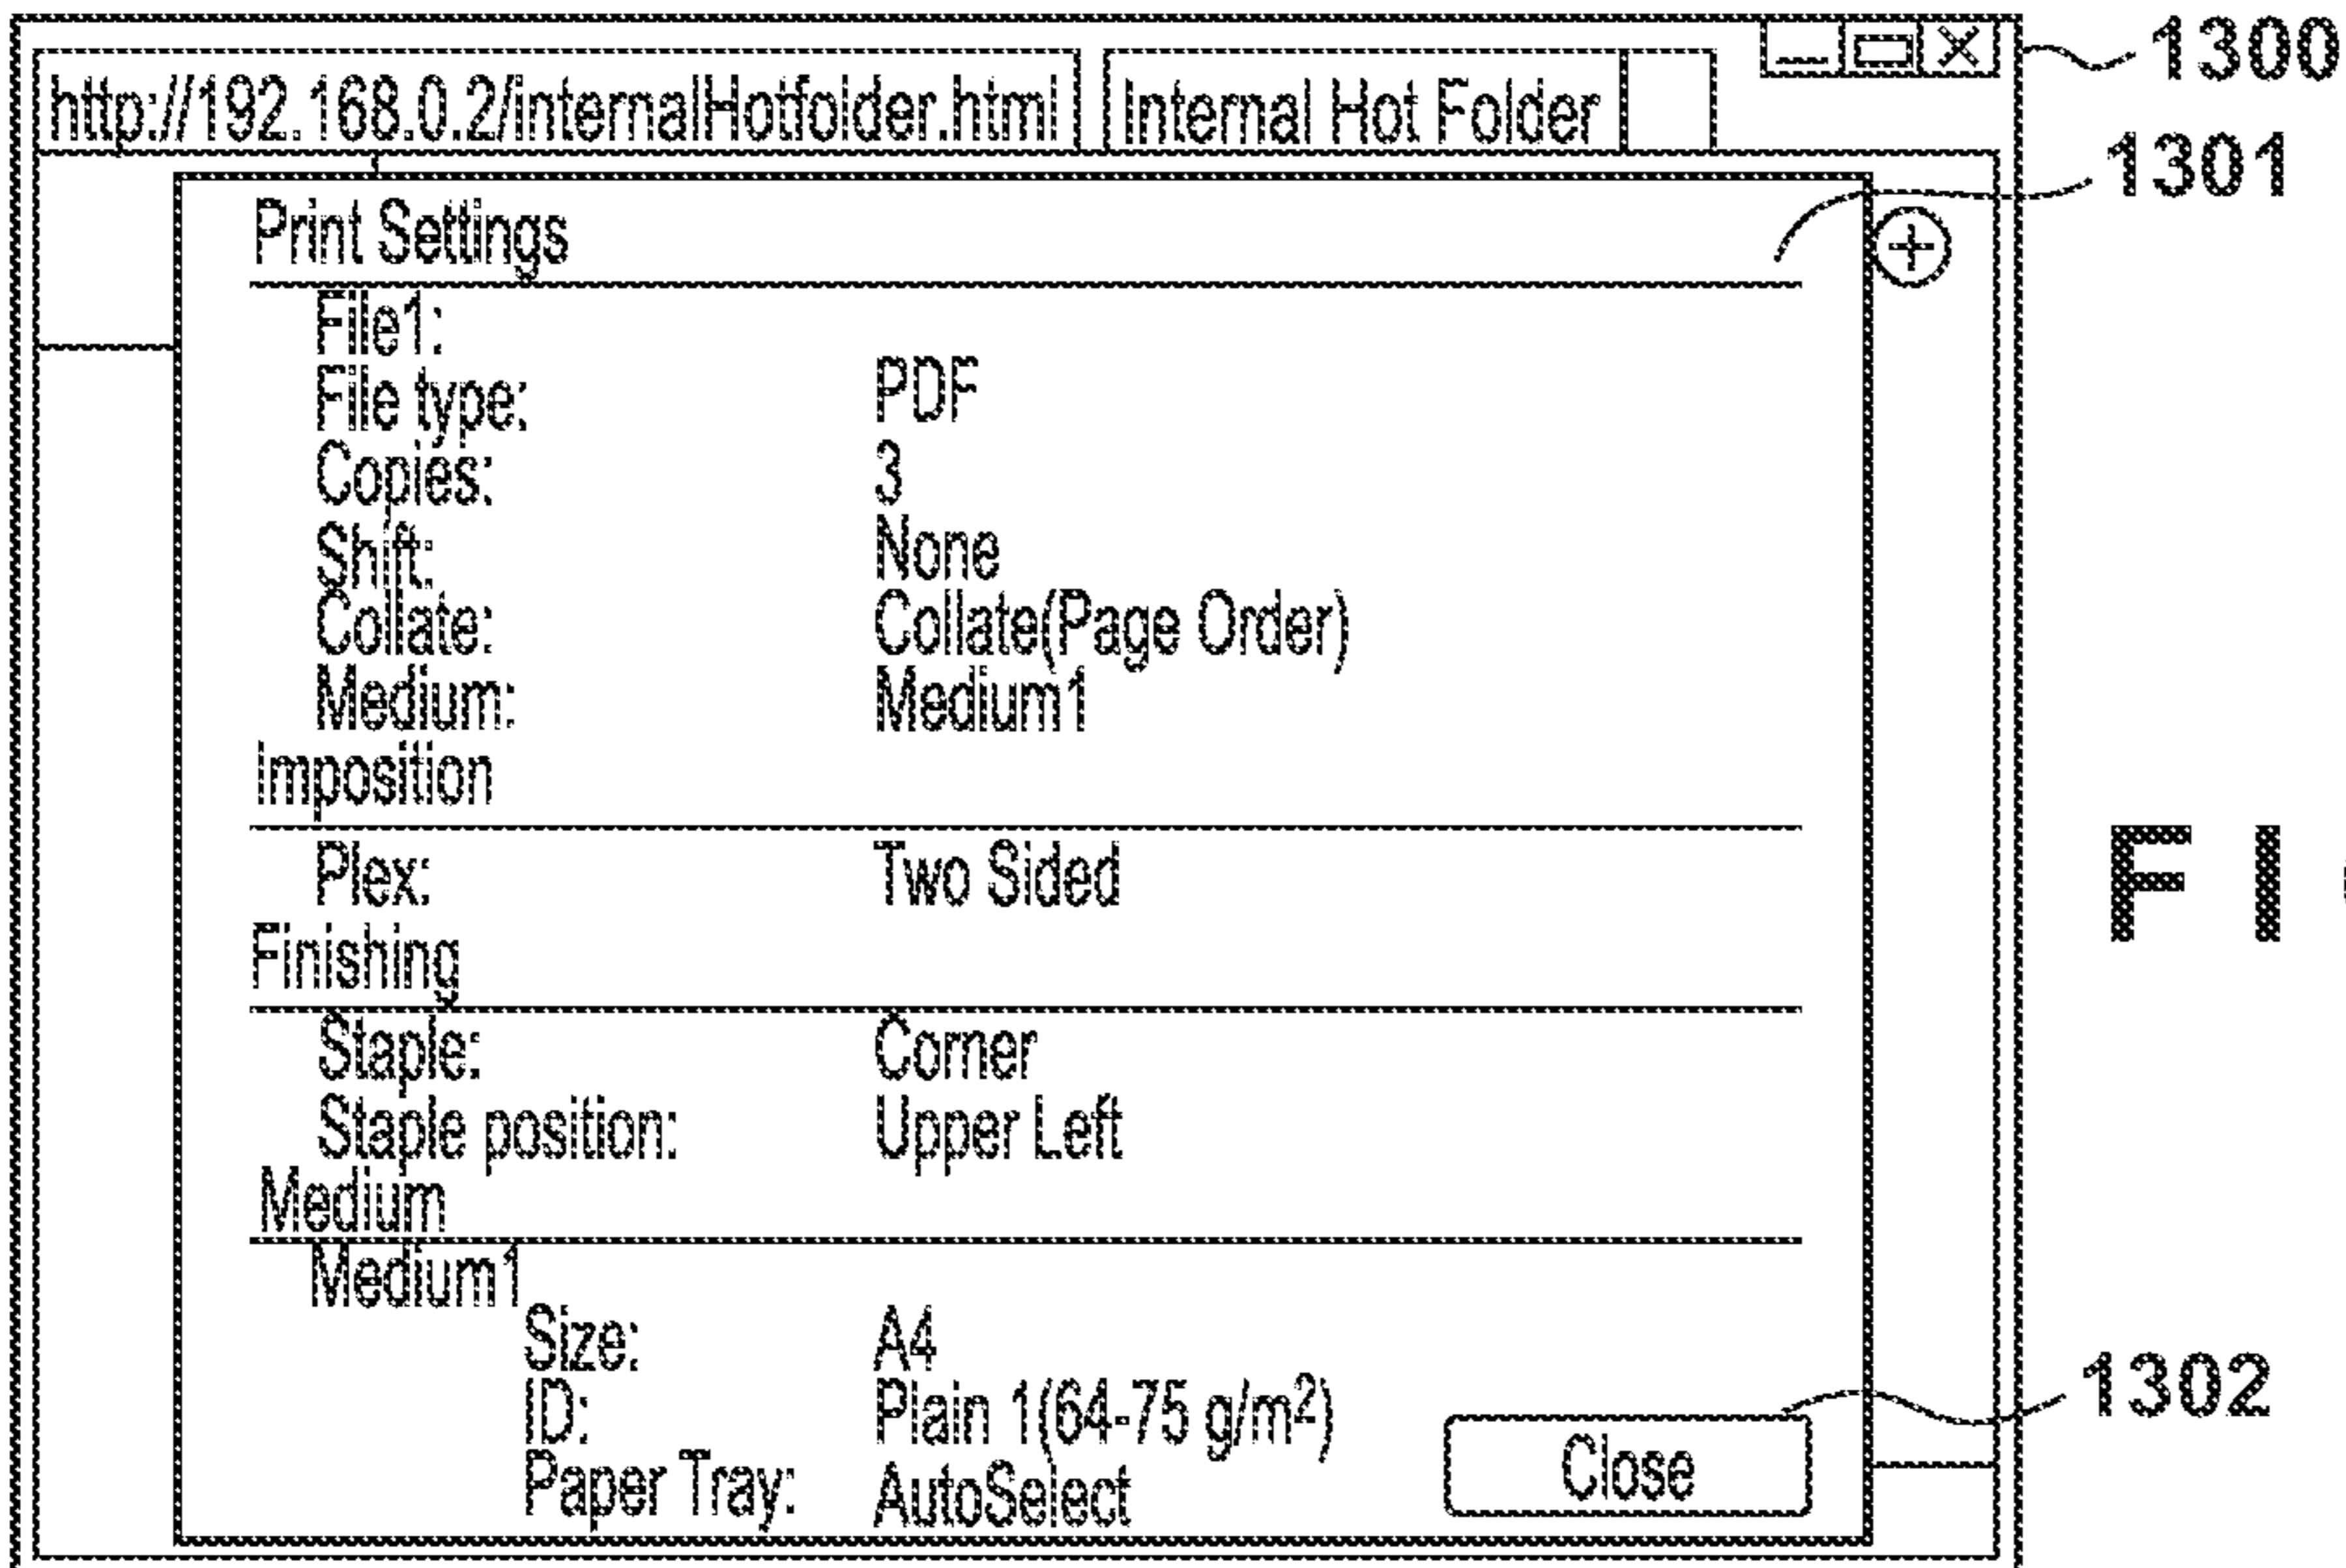 http://192.168.0.2/internalHotfolder.html Internal Hot Folder 1300
1301
Print Settings
File1:
File type: PDF
Copies: 3
Shift: None
Collate: Collate(Page Order)
Medium: Medium1
Imposition
Plex: Two Sided
F I
Finishing
Staple: Corner
Staple position: Upper Left
Medium
Medium1
Size: A4
ID: Plain 1(64-75 g/m²)
1302
Paper Tray: AutoSelect
Close